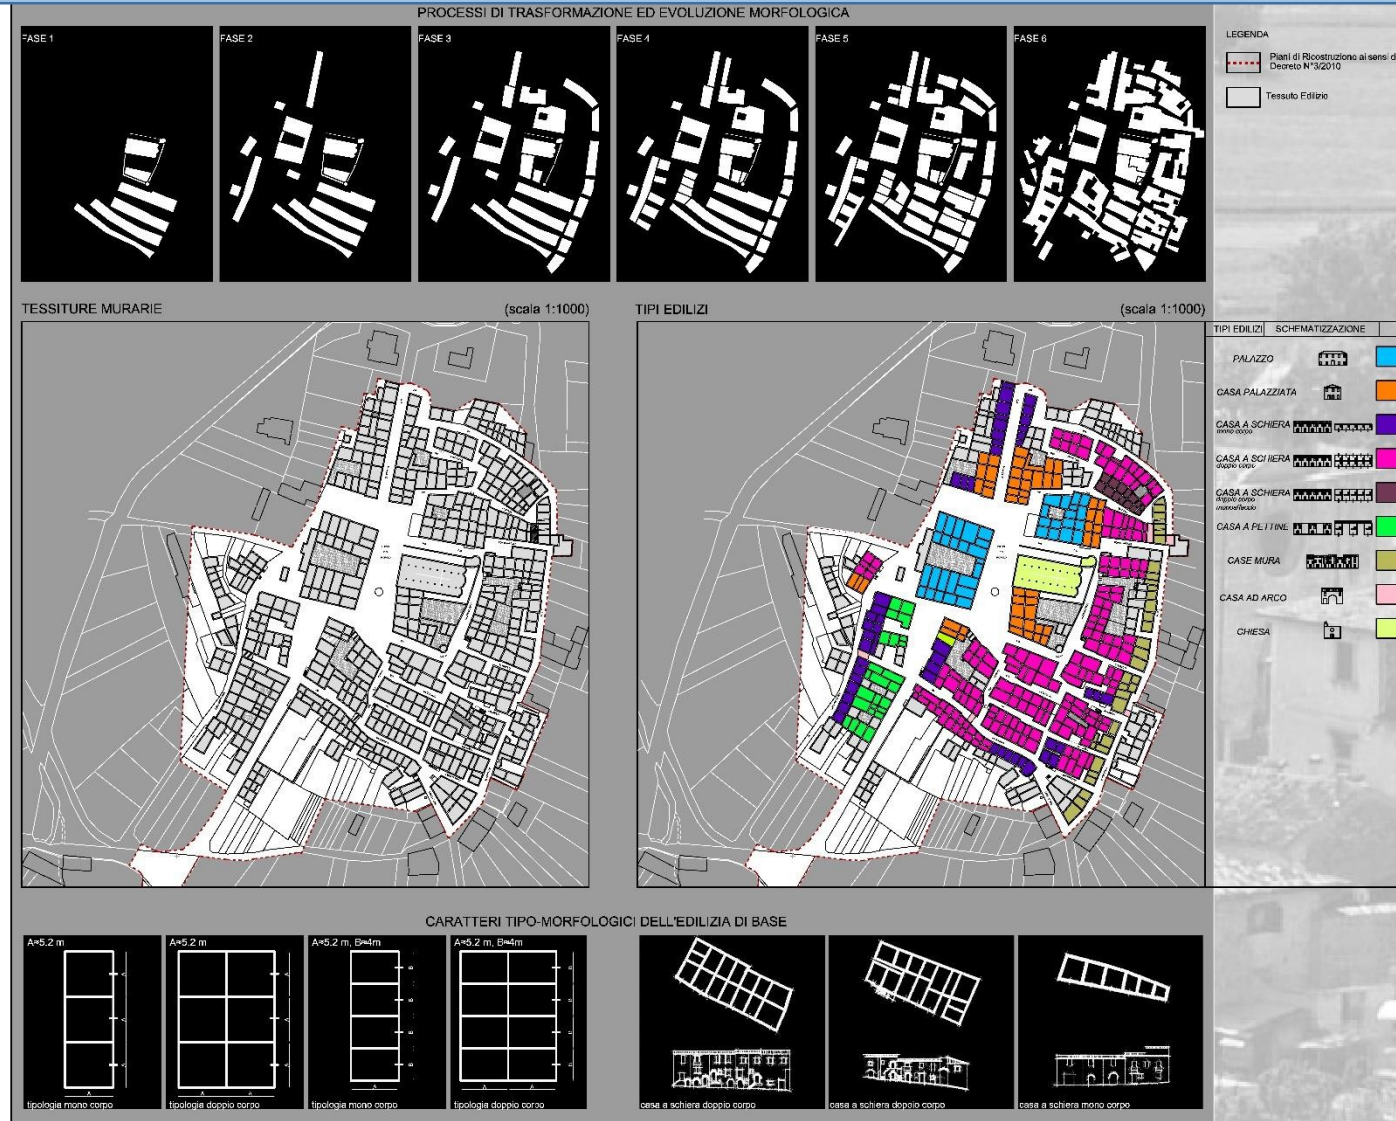 PROCESSI DI TRASFORMAZIONE ED EVOLUZIONE MORFOLOGICA
FASE 1
FASE 2
FASE 3
FASE 4
FASE 5
FASE 6
LEGENDA
Piani di Ricostruzione ai sensi d
Decreto N°3/2010
Tessuto Edilizio
TESSITURE MURARIE
(scala 1:1000)
TIPI EDILIZI
(scala 1:1000)
TIPI EDILIZI
SCHEMATIZZAZIONE
PALAZZO
CASA PALAZZIATA
CASA A SCHIERA
mono corpo
CASA A SCHIERA
doppio corpo
CASA A SCHIERA
doppio corpo
monoaffaccio
CASA A PETTINE
CASE MURA
CASA AD ARCO
CHIESA
CARATTERI TIPO-MORFOLOGICI DELL'EDILIZIA DI BASE
A=5.2 m
tipologia mono corpo
A=5.2 m
tipologia doppio corpo
A=5.2 m, B=4m
tipologia mono corpo
A=5.2 m, B=4m
tipologia doppio corpo
casa a schiera doppio corpo
casa a schiera doppio corpo
casa a schiera mono corpo